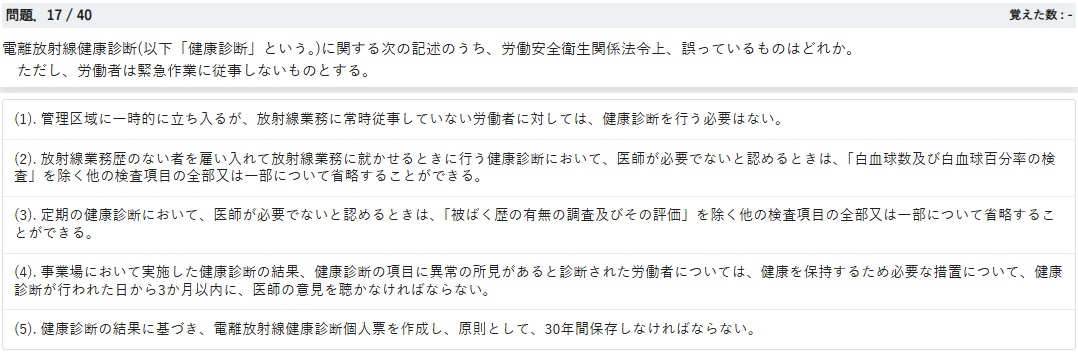 問題. 17 / 40
覚えた数 : -
電離放射線健康診断(以下「健康診断」という。)に関する次の記述のうち、労働安全衛生関係法令上、誤っているものはどれか。
ただし、労働者は緊急作業に従事しないものとする。
(1). 管理区域に一時的に立ち入るが、放射線業務に常時従事していない労働者に対しては、健康診断を行う必要はない。
(2). 放射線業務歴のない者を雇い入れて放射線業務に就かせるときに行う健康診断において、医師が必要でないと認めるときは、「白血球数及び白血球百分率の検
査」を除く他の検査項目の全部又は一部について省略することができる。
(3). 定期の健康診断において、医師が必要でないと認めるときは、「被ばく歴の有無の調査及びその評価」を除く他の検査項目の全部又は一部について省略するこ
とができる。
(4). 事業場において実施した健康診断の結果、健康診断の項目に異常の所見があると診断された労働者については、健康を保持するため必要な措置について、健康
診断が行われた日から3か月以内に、医師の意見を聴かなければならない。
(5). 健康診断の結果に基づき、電離放射線健康診断個人票を作成し、原則として、30年間保存しなければならない。